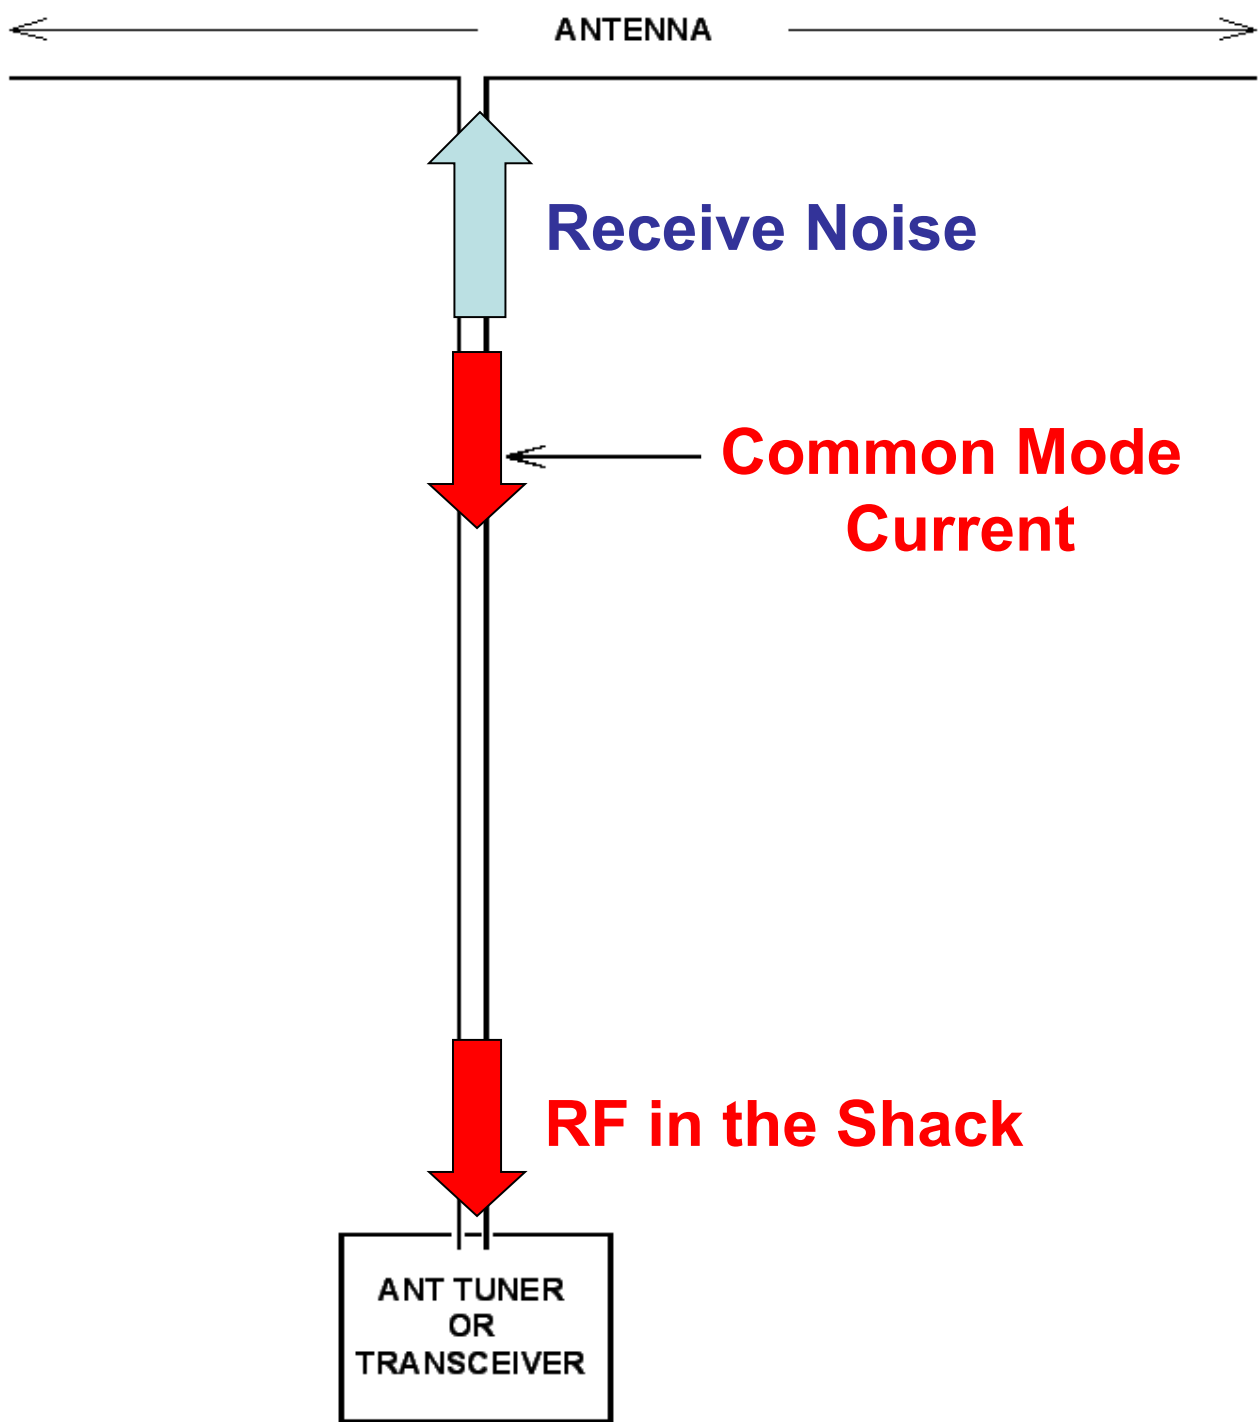 ANTENNA
Receive Noise
Common Mode
Current
RF in the Shack
ANT TUNER
OR
TRANSCEIVER